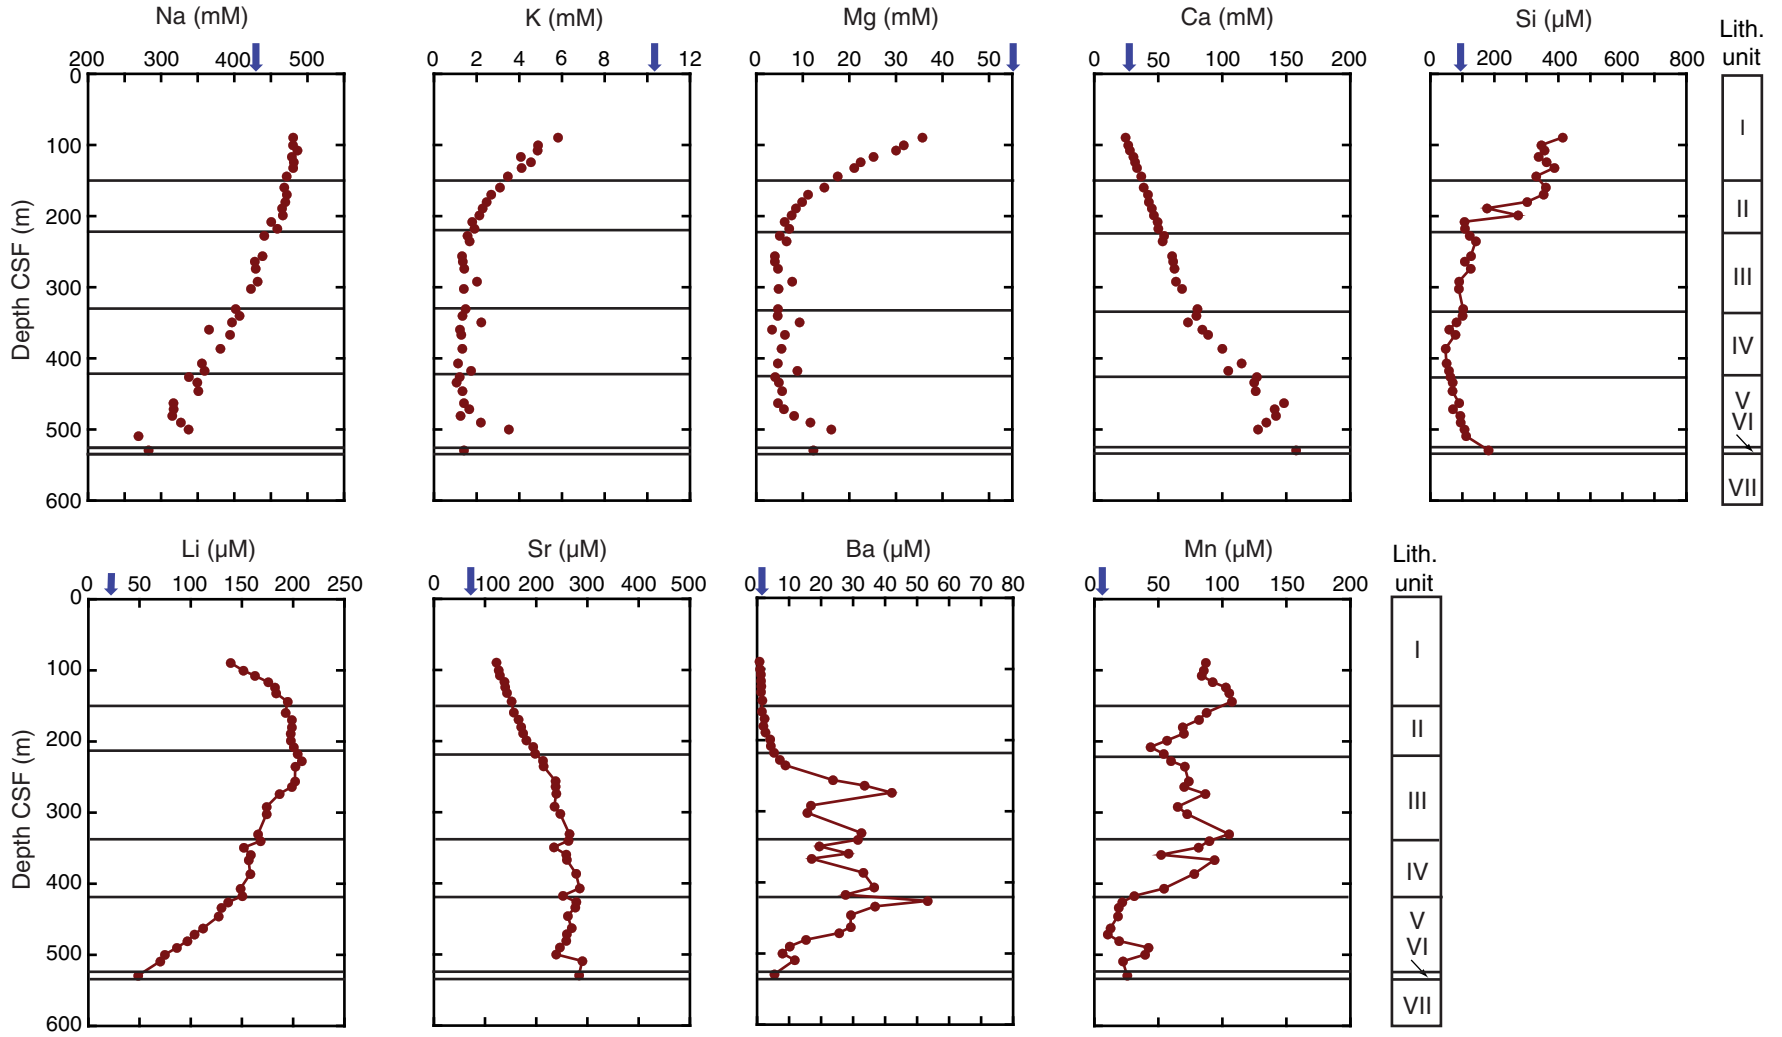 Na (mM) K (mM) Mg (mM) Ca (mM) Si (µM) Lith. unit
200 300 400 500 0 2 4 6 8 12 0 10 20 30 40 50 0 50 100 150 200 0 200 400 600 800
0
100
200
300
400
500
600
Depth CSF (m)
I
II
III
IV
V
VI
VII
Li (µM) Sr (µM) Ba (µM) Mn (µM) Lith. unit
0 50 100 150 200 250 0 100 200 300 400 500 0 10 20 30 40 50 60 70 80 0 50 100 150 200
0
100
200
300
400
500
600
Depth CSF (m)
I
II
III
IV
V
VI
VII